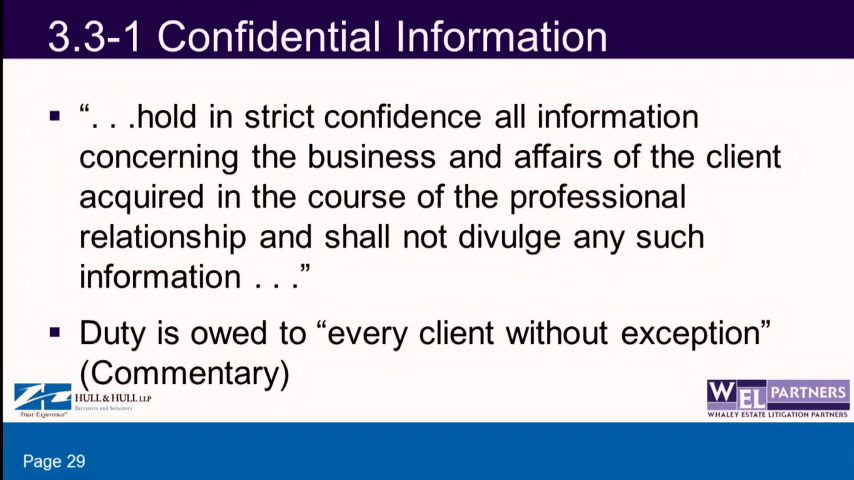 3.3-1 Confidential Information
▪ “. . .hold in strict confidence all information
concerning the business and affairs of the client
acquired in the course of the professional
relationship and shall not divulge any such
information . . .”
▪ Duty is owed to “every client without exception”
(Commentary)
HULL & HULL LLP
Barristers and Solicitors
Trust Experience
WEL PARTNERS
WHALEY ESTATE LITIGATION PARTNERS
Page 29